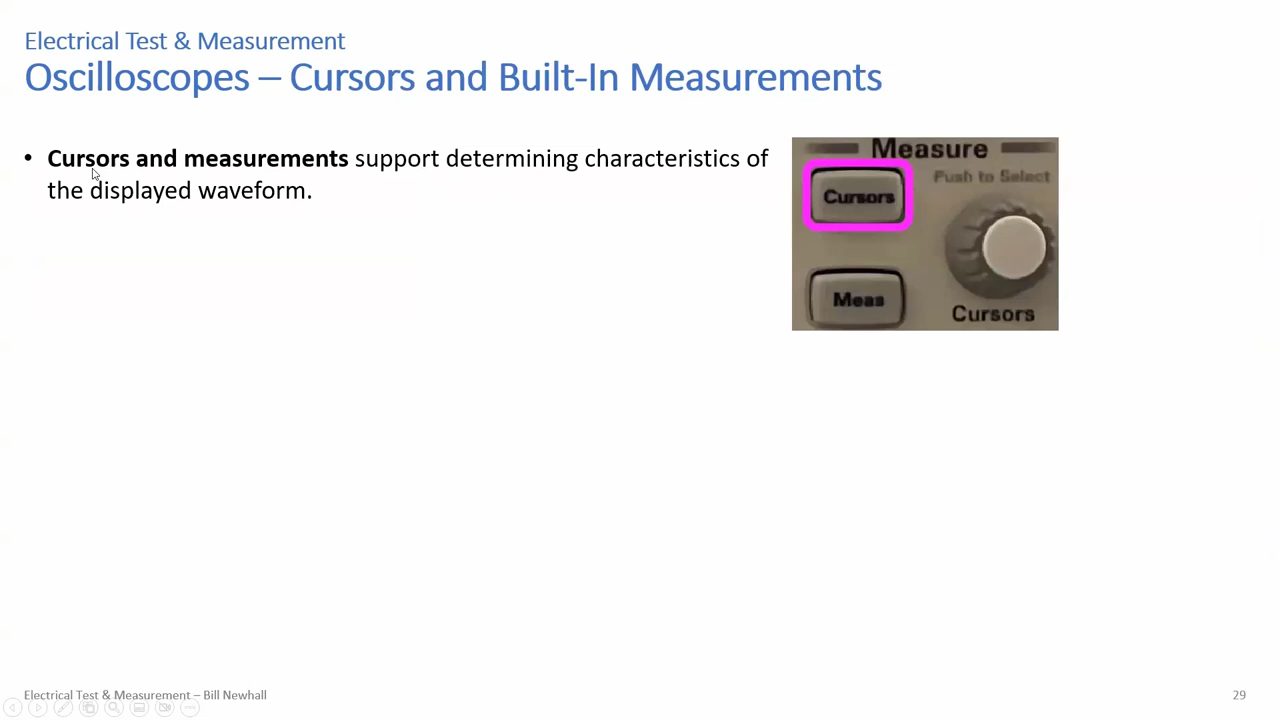 Electrical Test & Measurement
Oscilloscopes – Cursors and Built-In Measurements
• Cursors and measurements support determining characteristics of
the displayed waveform.
Measure
Push to Select
Cursors
Meas
Cursors
Electrical Test & Measurement – Bill Newhall
29